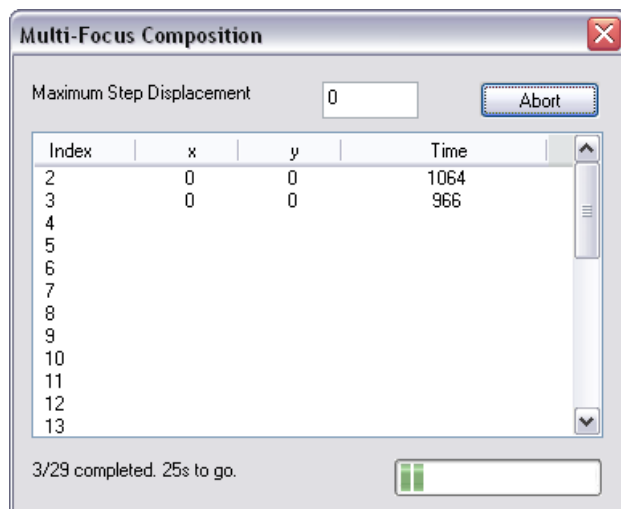 Multi-Focus Composition
Maximum Step Displacement 0 Abort
Index x y Time
2 0 0 1064
3 0 0 966
4
5
6
7
8
9
10
11
12
13
3/29 completed. 25s to go.